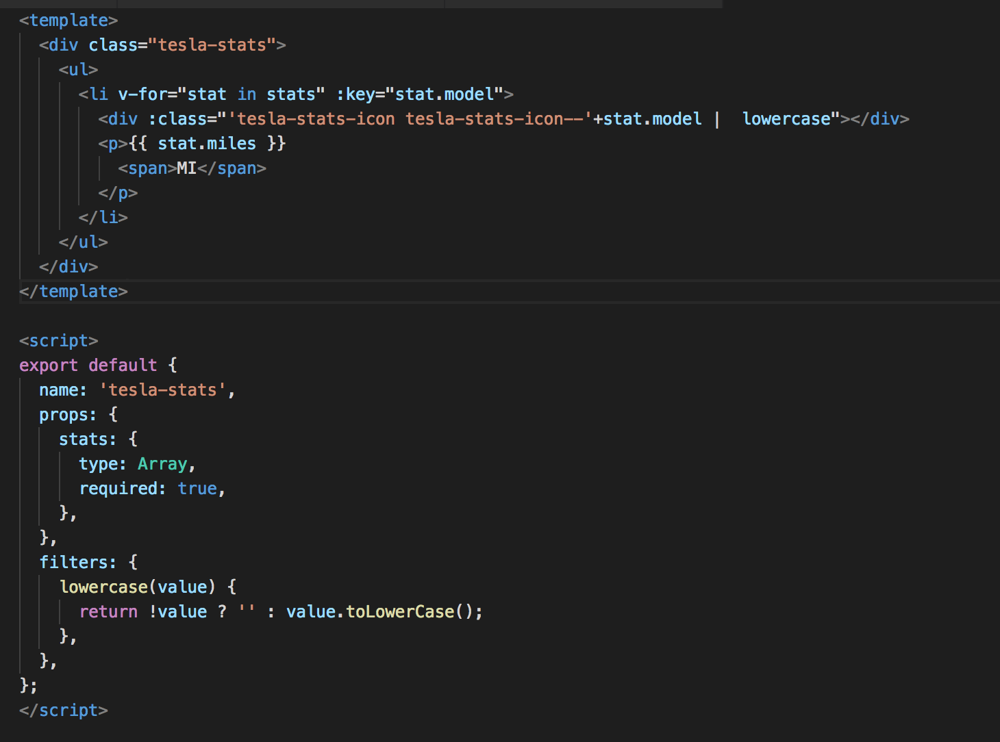 <template>
  <div class="tesla-stats">
    <ul>
      <li v-for="stat in stats" :key="stat.model">
        <div :class="'tesla-stats-icon tesla-stats-icon--'+stat.model |  lowercase"></div>
        <p>{{ stat.miles }}
          <span>MI</span>
        </p>
      </li>
    </ul>
  </div>
</template>

<script>
export default {
  name: 'tesla-stats',
  props: {
    stats: {
      type: Array,
      required: true,
    },
  },
  filters: {
    lowercase(value) {
      return !value ? '' : value.toLowerCase();
    },
  },
};
</script>